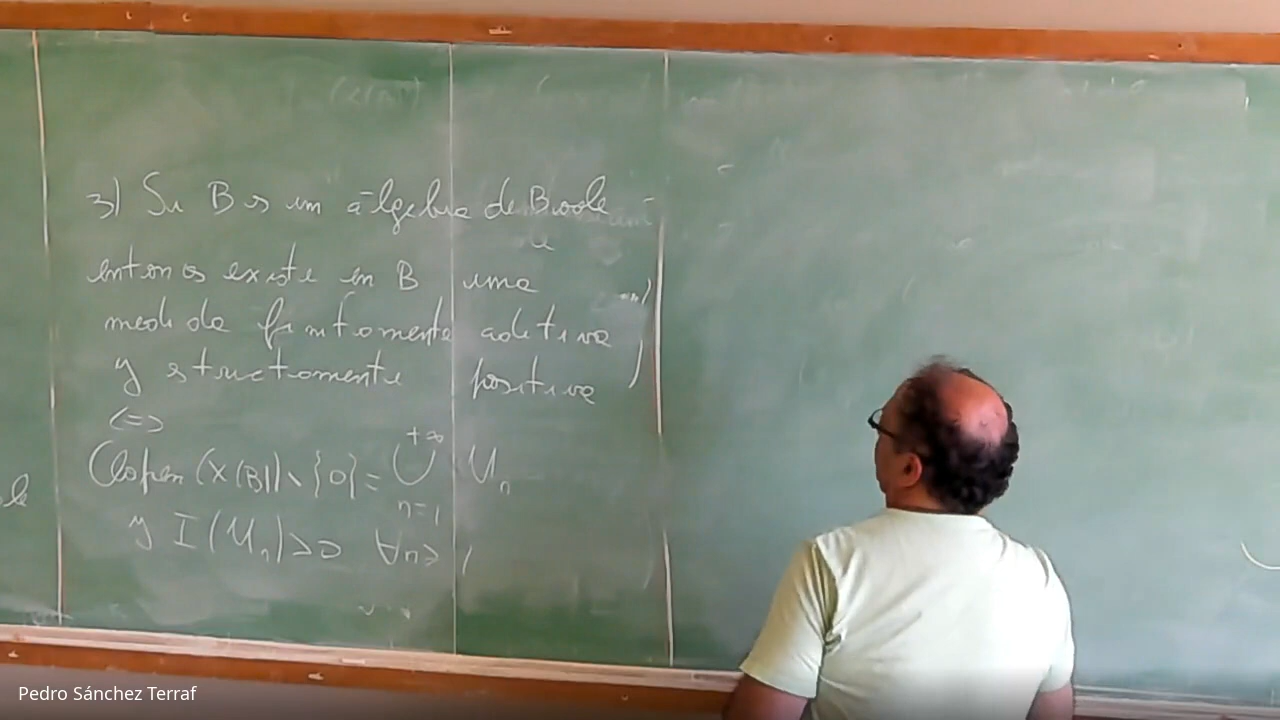 3) Si B es un álgebra de Boole
entonces existe en B una
medida finitamente aditiva
y estrictamente positiva
<=>
Clopen (X(B))\{0} = ⋃_{n=1}^{+∞} U_n
y I(U_n)>0 ∀n≥1
Pedro Sánchez Terraf